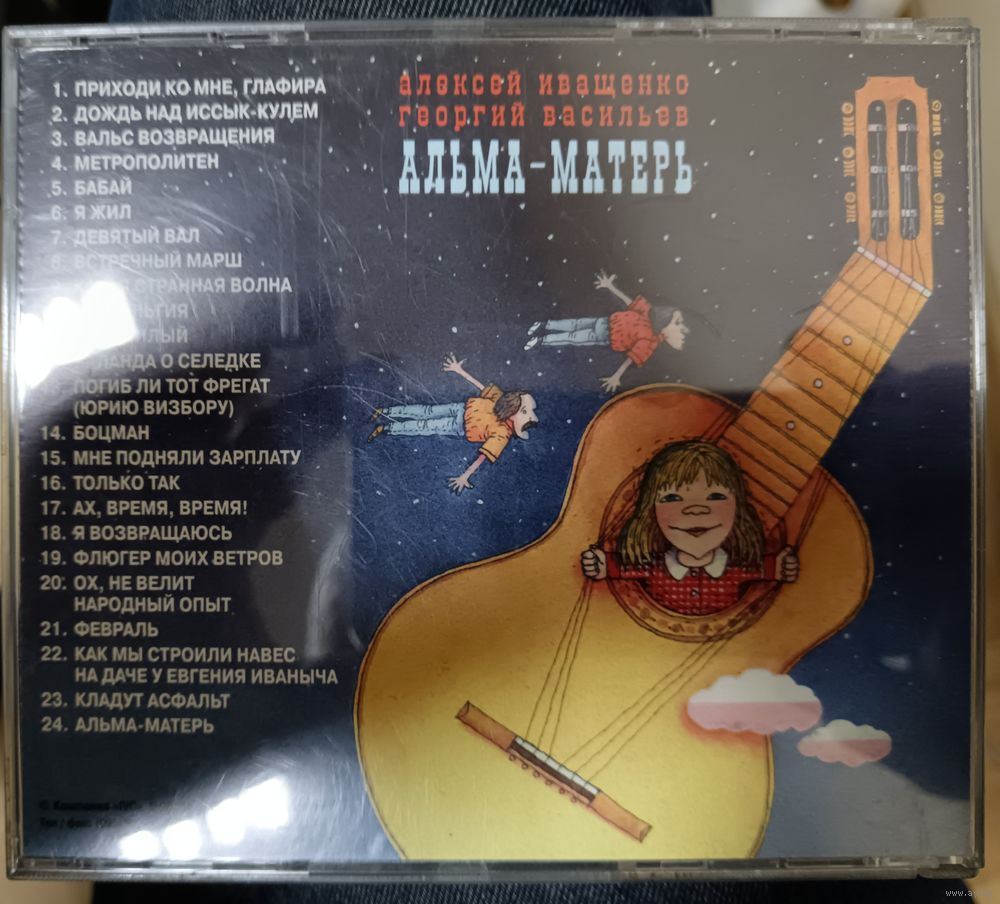 1. ПРИХОДИ КО МНЕ, ГЛАФИРА
2. ДОЖДЬ НАД ИССЫК-КУЛЕМ
3. ВАЛЬС ВОЗВРАЩЕНИЯ
4. МЕТРОПОЛИТЕН
5. БАБАЙ
6. Я ЖИЛ
7. ДЕВЯТЫЙ ВАЛ
8. ВСТРЕЧНЫЙ МАРШ
СТРАННАЯ ВОЛНА
О СЕЛЕДКЕ
ПОГИБ ЛИ ТОТ ФРЕГАТ
(ЮРИЮ ВИЗБОРУ)
14. БОЦМАН
15. МНЕ ПОДНЯЛИ ЗАРПЛАТУ
16. ТОЛЬКО ТАК
17. АХ, ВРЕМЯ, ВРЕМЯ!
18. Я ВОЗВРАЩАЮСЬ
19. ФЛЮГЕР МОИХ ВЕТРОВ
20. ОХ, НЕ ВЕЛИТ
НАРОДНЫЙ ОПЫТ
21. ФЕВРАЛЬ
22. КАК МЫ СТРОИЛИ НАВЕС
НА ДАЧЕ У ЕВГЕНИЯ ИВАНЫЧА
23. КЛАДУТ АСФАЛЬТ
24. АЛЬМА-МАТЕРЬ
алексей иващенко
георгий васильев
АЛЬМА-МАТЕРЬ